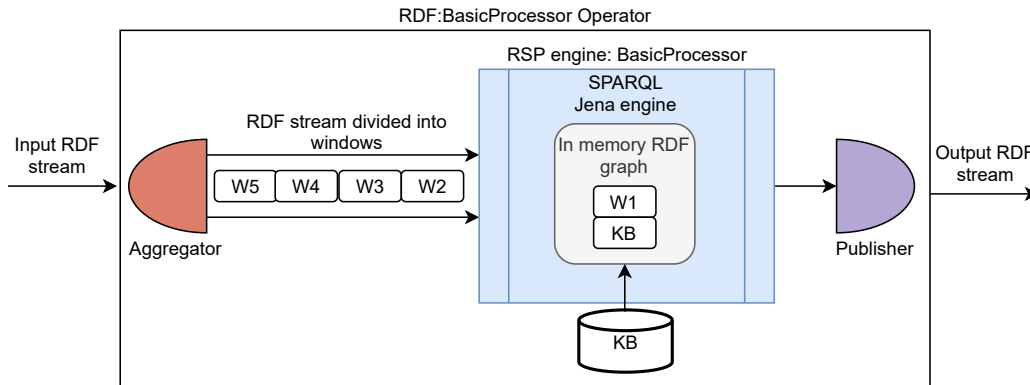 RDF:BasicProcessor Operator
RSP engine: BasicProcessor
SPARQL
Jena engine
Input RDF
stream
RDF stream divided into
windows
W5
W4
W3
W2
In memory RDF
graph
W1
KB
Aggregator
Publisher
Output RDF
stream
KB